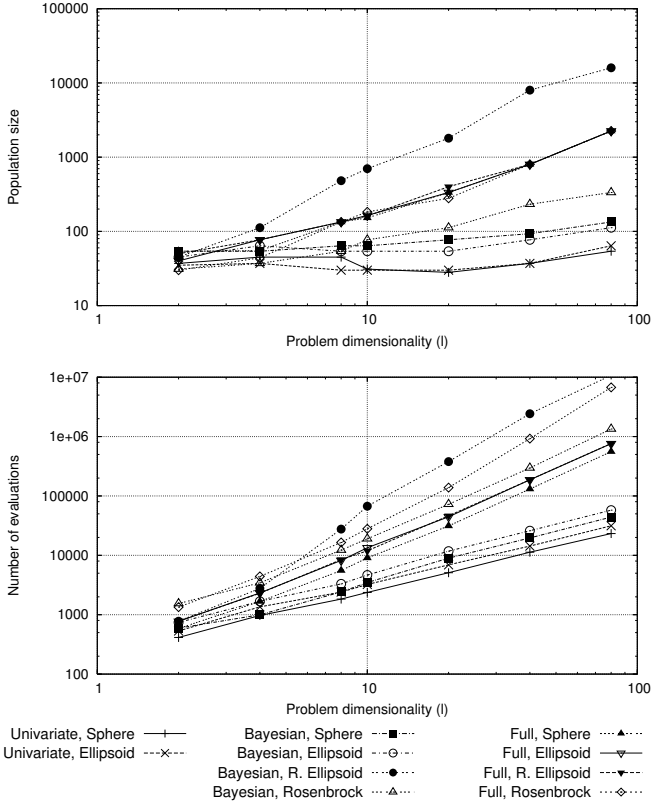 100000
10000
1000
100
10
Population size
1
10
100
Problem dimensionality (l)
1e+07
1e+06
100000
10000
1000
100
Number of evaluations
1
10
100
Problem dimensionality (l)
Univariate, Sphere
Univariate, Ellipsoid
Bayesian, Sphere
Bayesian, Ellipsoid
Bayesian, R. Ellipsoid
Bayesian, Rosenbrock
Full, Sphere
Full, Ellipsoid
Full, R. Ellipsoid
Full, Rosenbrock